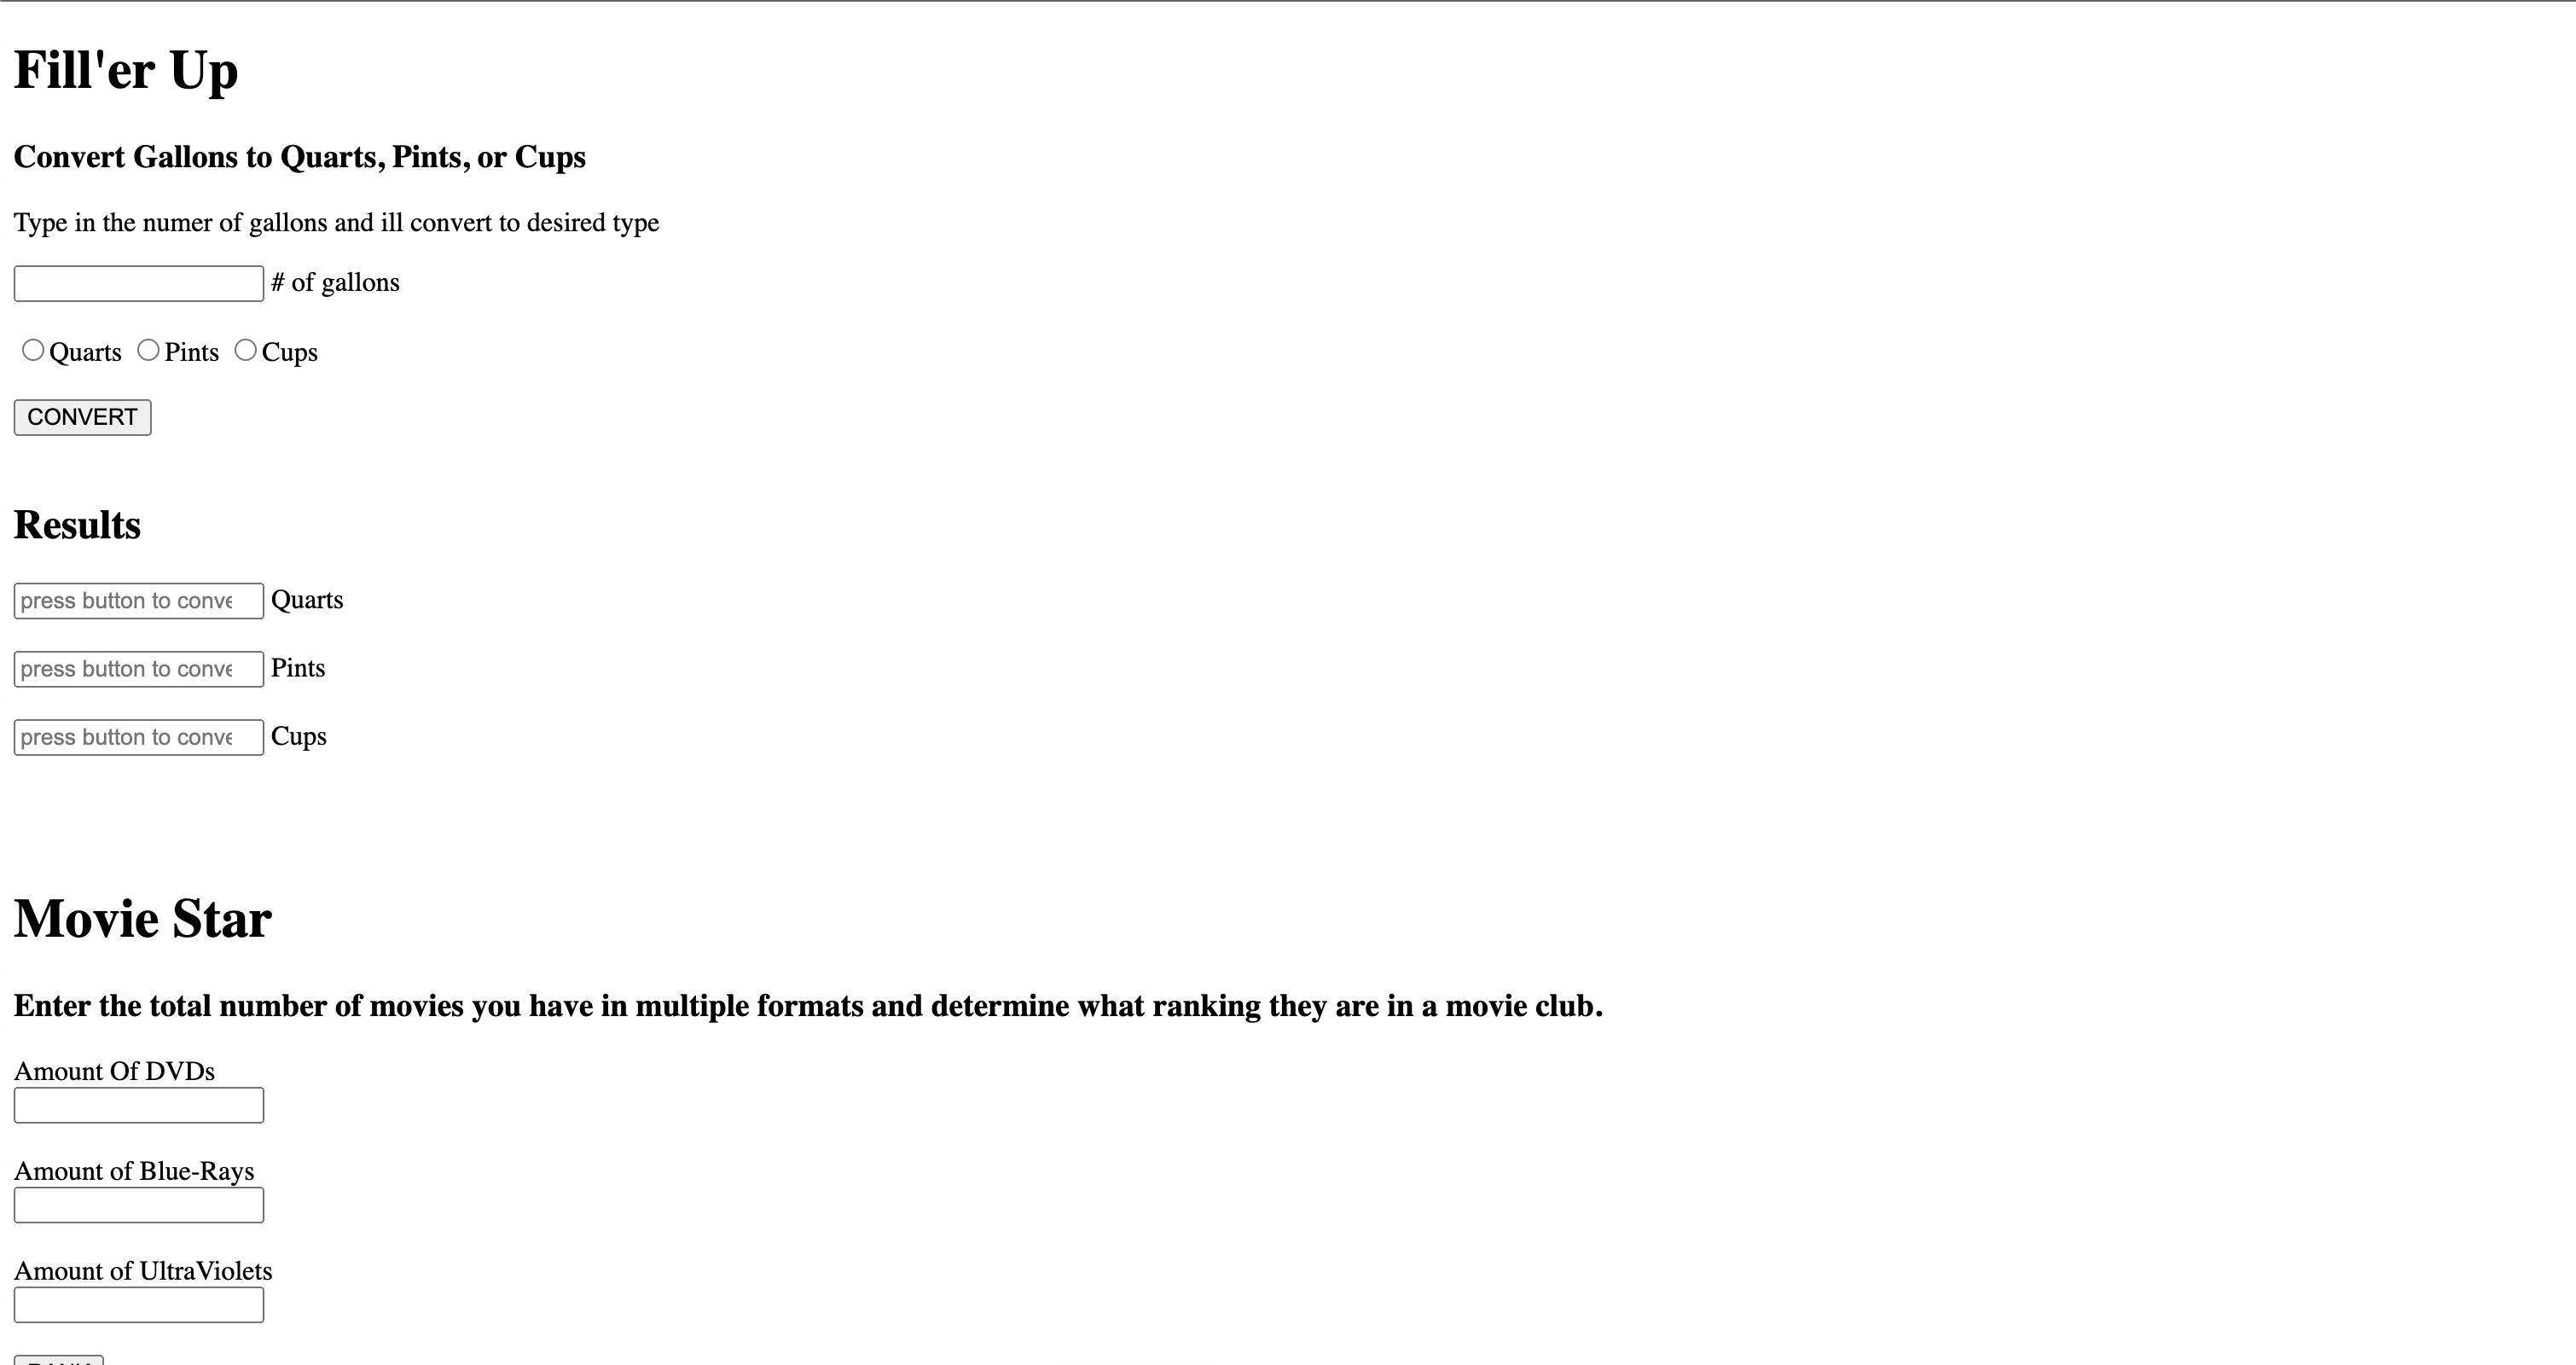 Fill'er Up
Convert Gallons to Quarts, Pints, or Cups
Type in the numer of gallons and ill convert to desired type
# of gallons
Quarts Pints Cups
CONVERT
Results
press button to conve Quarts
press button to conve Pints
press button to conve Cups
Movie Star
Enter the total number of movies you have in multiple formats and determine what ranking they are in a movie club.
Amount Of DVDs
Amount of Blue-Rays
Amount of UltraViolets